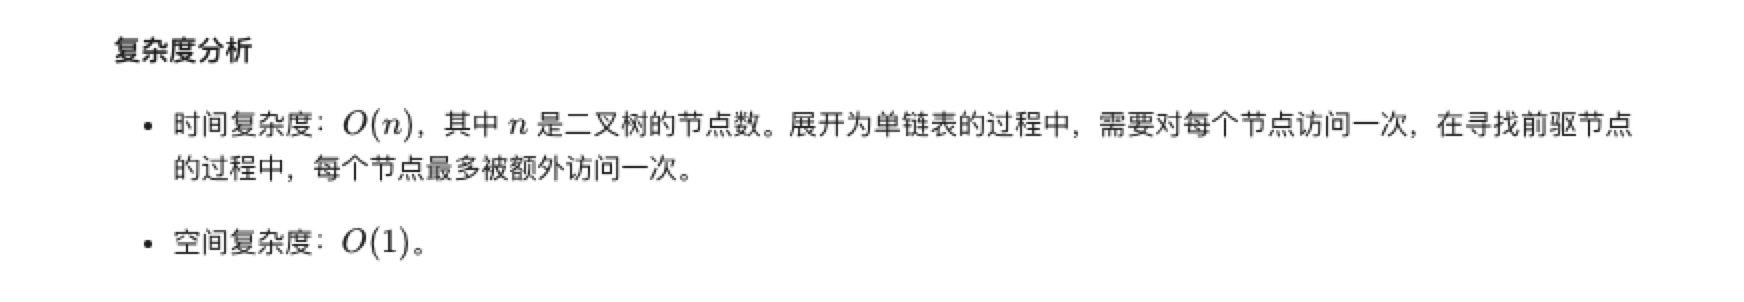 复杂度分析
• 时间复杂度：O(n)，其中 n 是二叉树的节点数。展开为单链表的过程中，需要对每个节点访问一次，在寻找前驱节点
的过程中，每个节点最多被额外访问一次。
• 空间复杂度：O(1)。